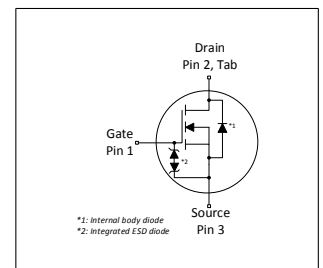 Drain
Pin 2, Tab
*1
Gate
Pin 1
*2
Source
Pin 3
*1: Internal body diode
*2: Integrated ESD diode